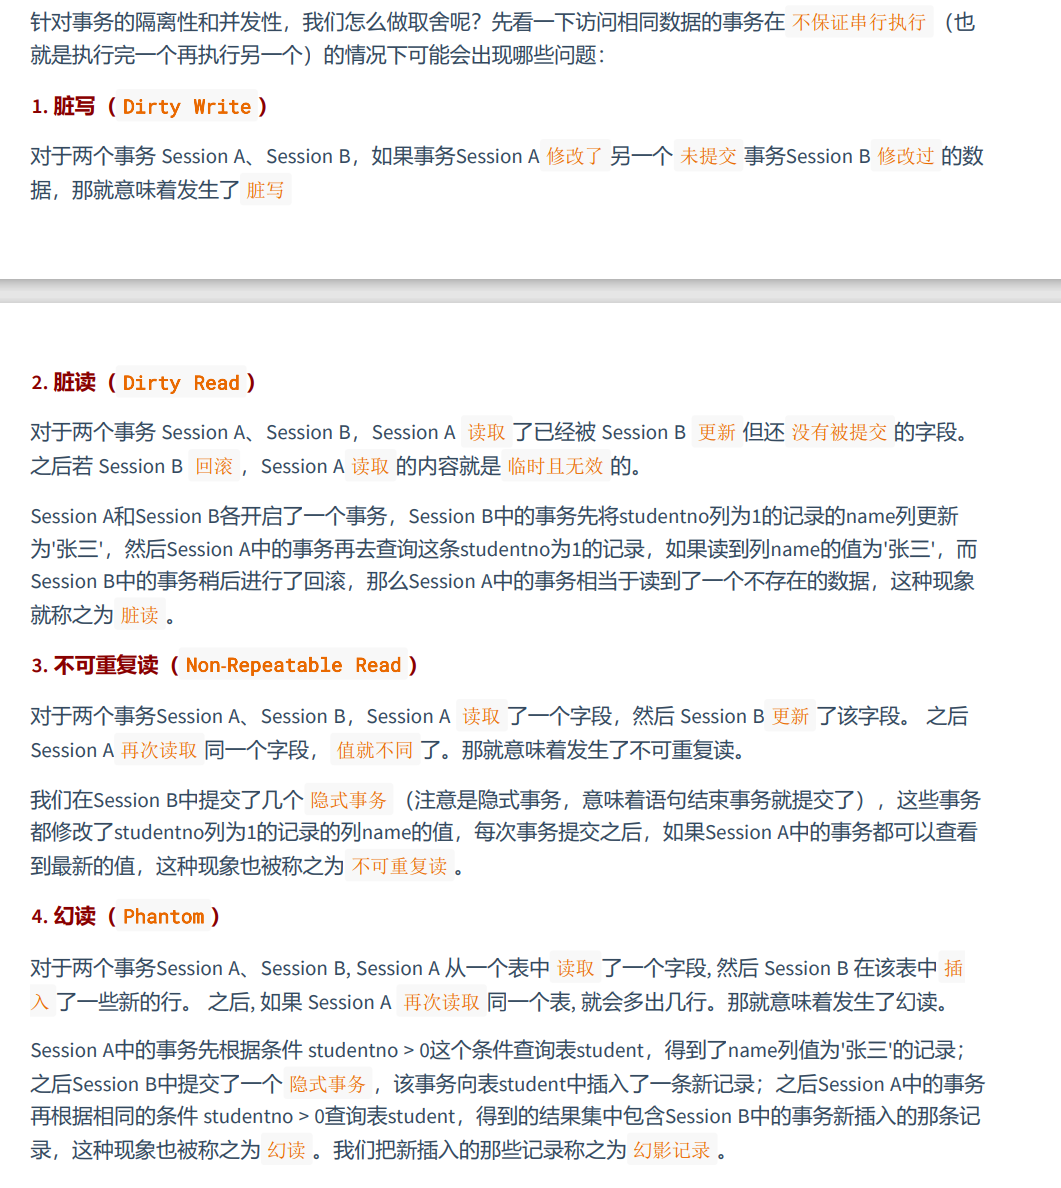 针对事务的隔离性和并发性，我们怎么做取舍呢？先看一下访问相同数据的事务在 不保证串行执行 （也
就是执行完一个再执行另一个）的情况下可能会出现哪些问题：
1. 脏写（ Dirty Write ）
对于两个事务 Session A、Session B，如果事务Session A 修改了 另一个 未提交 事务Session B 修改过 的数
据，那就意味着发生了 脏写
2. 脏读（ Dirty Read ）
对于两个事务 Session A、Session B，Session A 读取 了已经被 Session B 更新 但还 没有被提交 的字段。
之后若 Session B 回滚 ，Session A 读取 的内容就是 临时且无效 的。
Session A和Session B各开启了一个事务，Session B中的事务先将studentno列为1的记录的name列更新
为'张三'，然后Session A中的事务再去查询这条studentno为1的记录，如果读到列name的值为'张三'，而
Session B中的事务稍后进行了回滚，那么Session A中的事务相当于读到了一个不存在的数据，这种现象
就称之为 脏读 。
3. 不可重复读（ Non-Repeatable Read ）
对于两个事务Session A、Session B，Session A 读取 了一个字段，然后 Session B 更新 了该字段。 之后
Session A 再次读取 同一个字段， 值就不同 了。那就意味着发生了不可重复读。
我们在Session B中提交了几个 隐式事务 （注意是隐式事务，意味着语句结束事务就提交了），这些事务
都修改了studentno列为1的记录的列name的值，每次事务提交之后，如果Session A中的事务都可以查看
到最新的值，这种现象也被称之为 不可重复读 。
4. 幻读（ Phantom ）
对于两个事务Session A、Session B, Session A 从一个表中 读取 了一个字段, 然后 Session B 在该表中 插
入 了一些新的行。 之后, 如果 Session A 再次读取 同一个表, 就会多出几行。那就意味着发生了幻读。
Session A中的事务先根据条件 studentno > 0这个条件查询表student，得到了name列值为'张三'的记录；
之后Session B中提交了一个 隐式事务 ，该事务向表student中插入了一条新记录；之后Session A中的事务
再根据相同的条件 studentno > 0查询表student，得到的结果集中包含Session B中的事务新插入的那条记
录，这种现象也被称之为 幻读 。我们把新插入的那些记录称之为 幻影记录 。